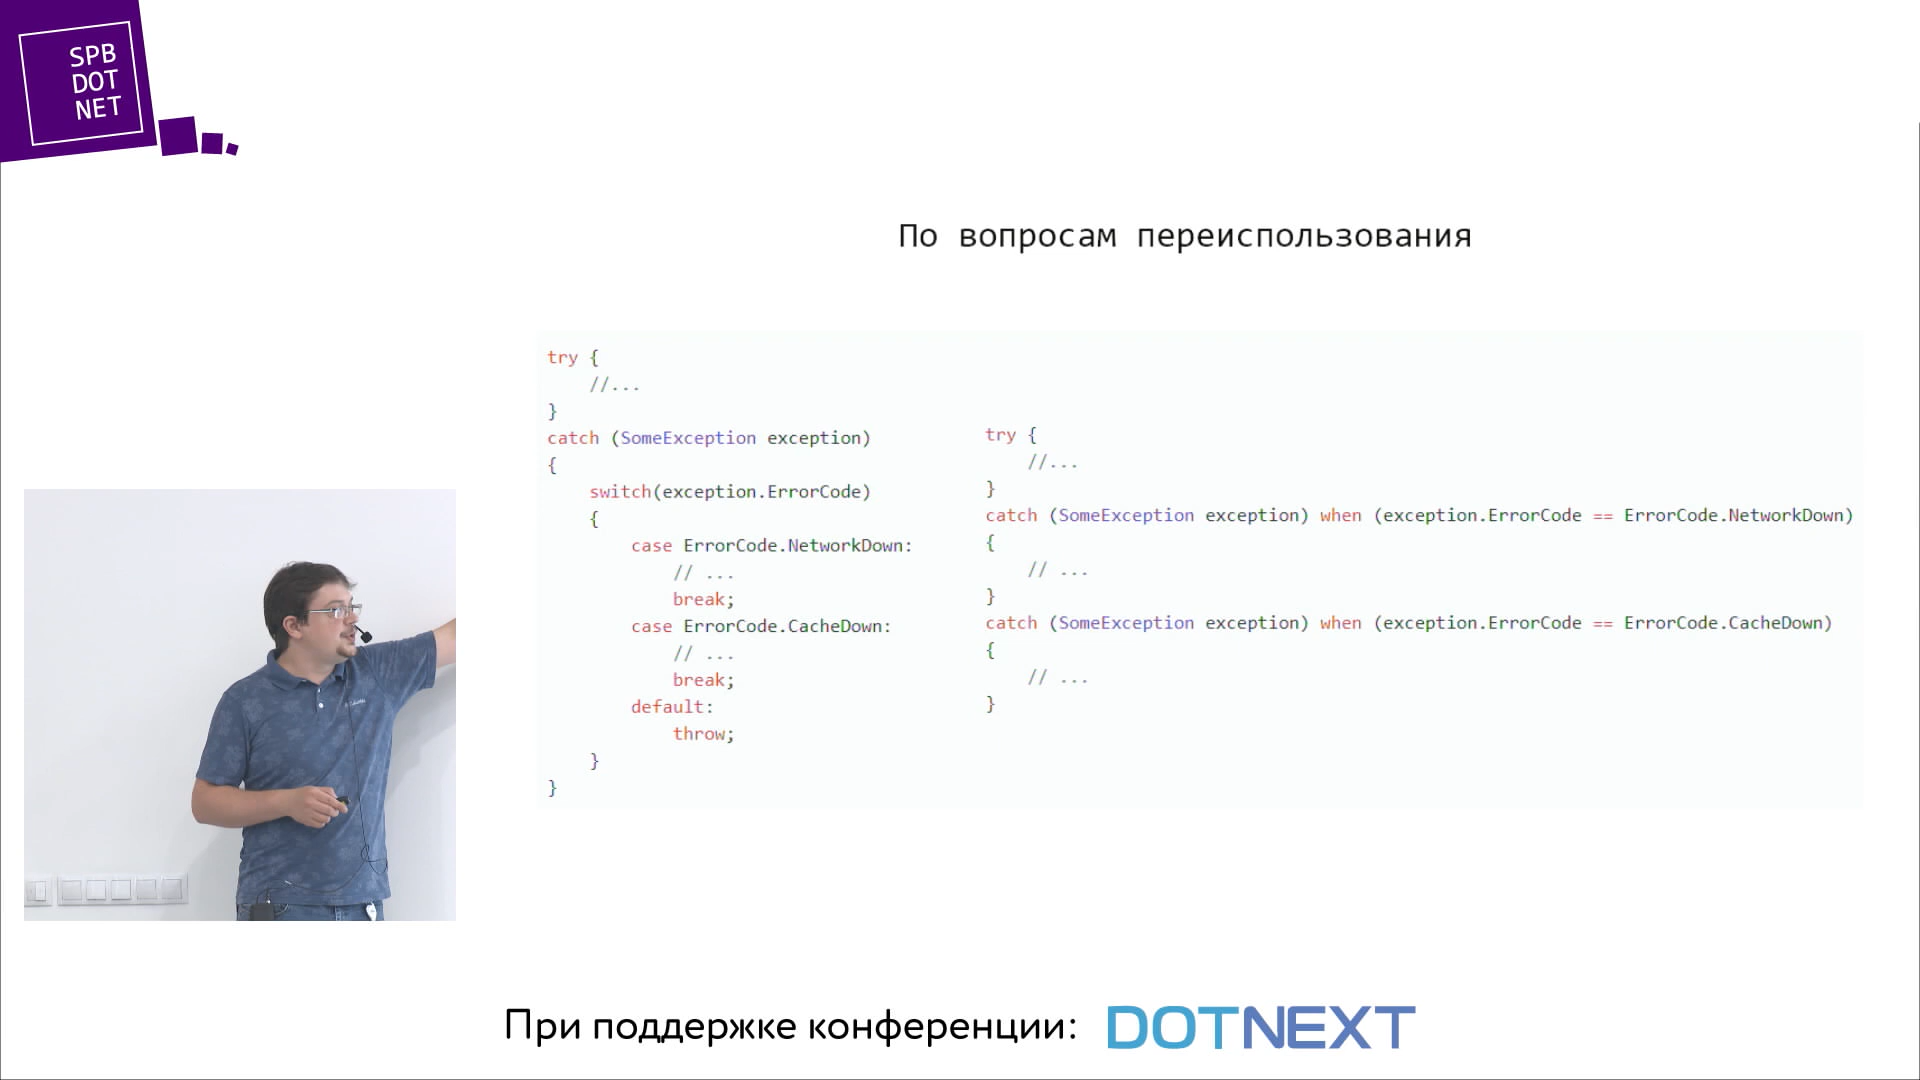 SPB
DOT
NET
По вопросам переиспользования
try {
    //...
}
catch (SomeException exception)
{
    switch(exception.ErrorCode)
    {
        case ErrorCode.NetworkDown:
            // ...
            break;
        case ErrorCode.CacheDown:
            // ...
            break;
        default:
            throw;
    }
}
try {
    //...
}
catch (SomeException exception) when (exception.ErrorCode == ErrorCode.NetworkDown)
{
    // ...
}
catch (SomeException exception) when (exception.ErrorCode == ErrorCode.CacheDown)
{
    // ...
}
При поддержке конференции: DOTNEXT